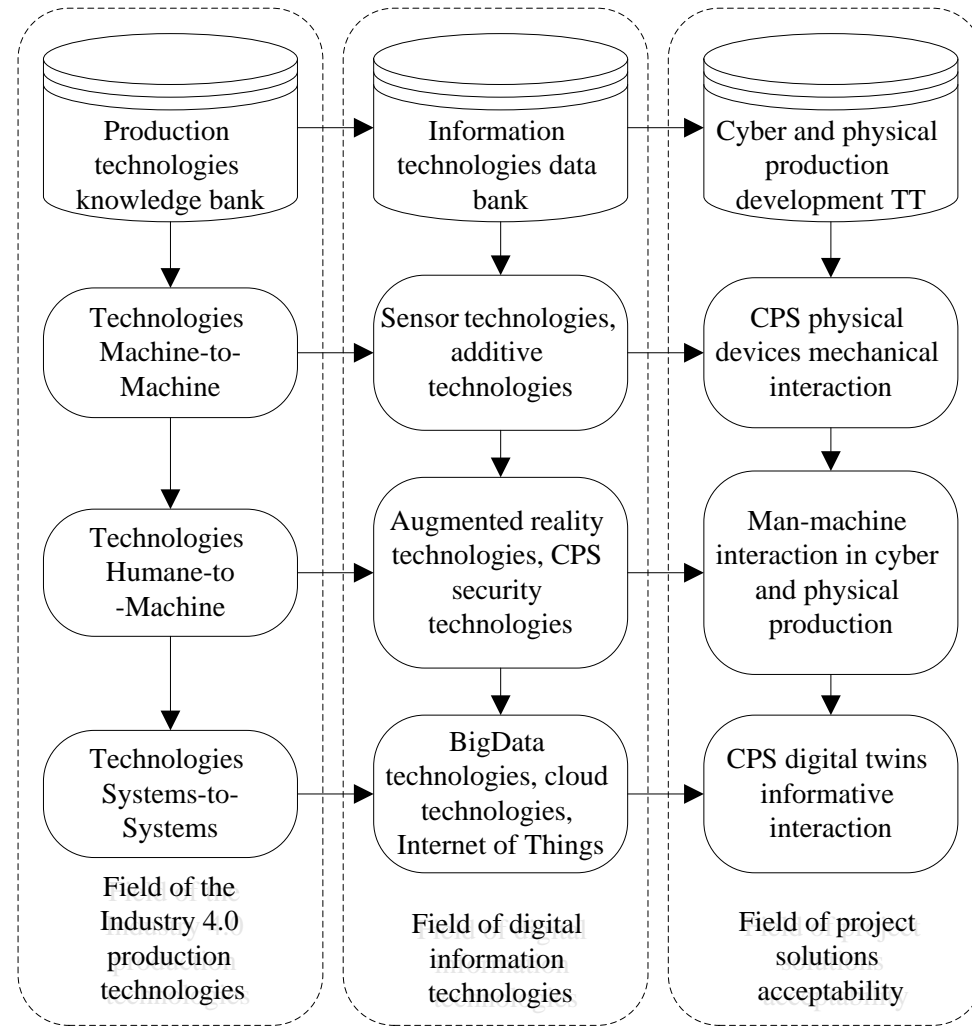 Production
technologies
knowledge bank
Information
technologies data
bank
Cyber and physical
production
development TT
Technologies
Machine-to-
Machine
Sensor technologies,
additive
technologies
CPS physical
devices mechanical
interaction
Technologies
Humane-to
-Machine
Augmented reality
technologies, CPS
security
technologies
Man-machine
interaction in cyber
and physical
production
Technologies
Systems-to-
Systems
BigData
technologies, cloud
technologies,
Internet of Things
CPS digital twins
informative
interaction
Field of the
Industry 4.0
production
technologies
Field of digital
information
technologies
Field of project
solutions
acceptability